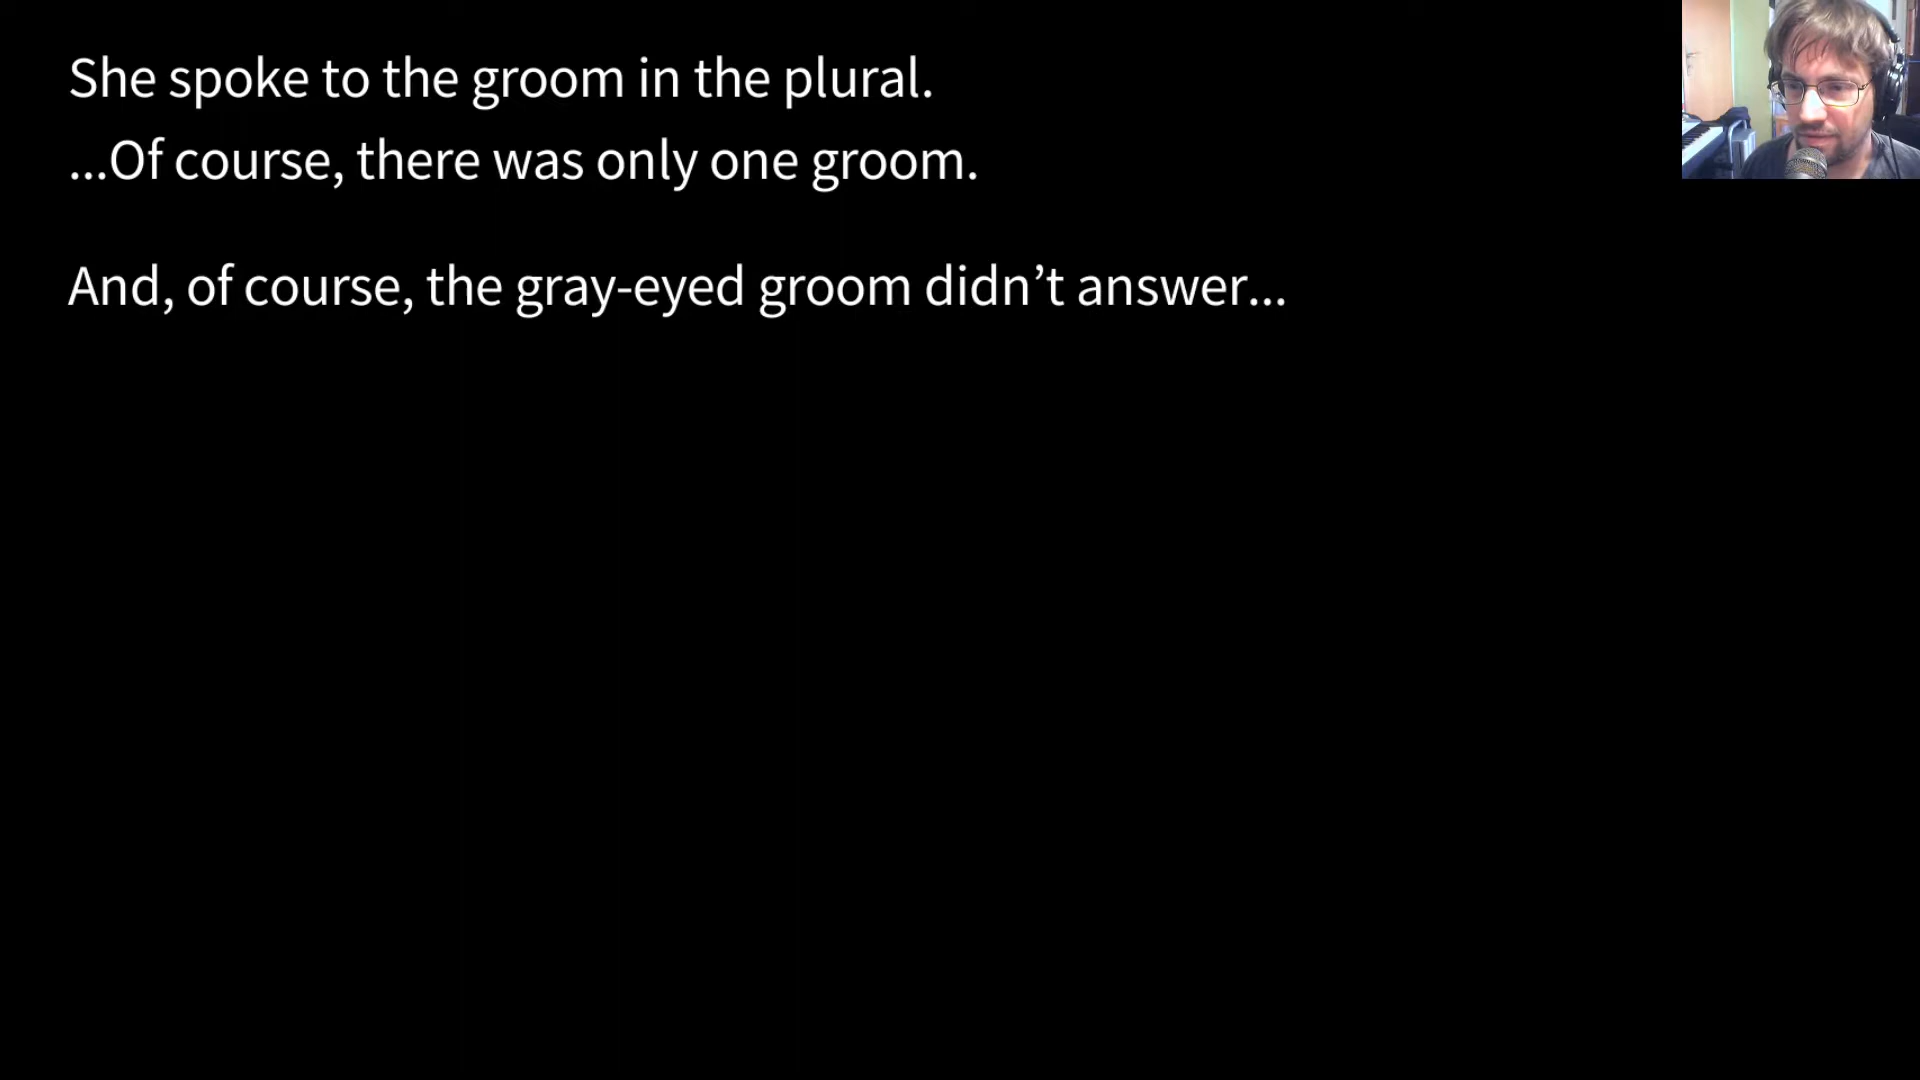 She spoke to the groom in the plural.
...Of course, there was only one groom.
And, of course, the gray-eyed groom didn’t answer...